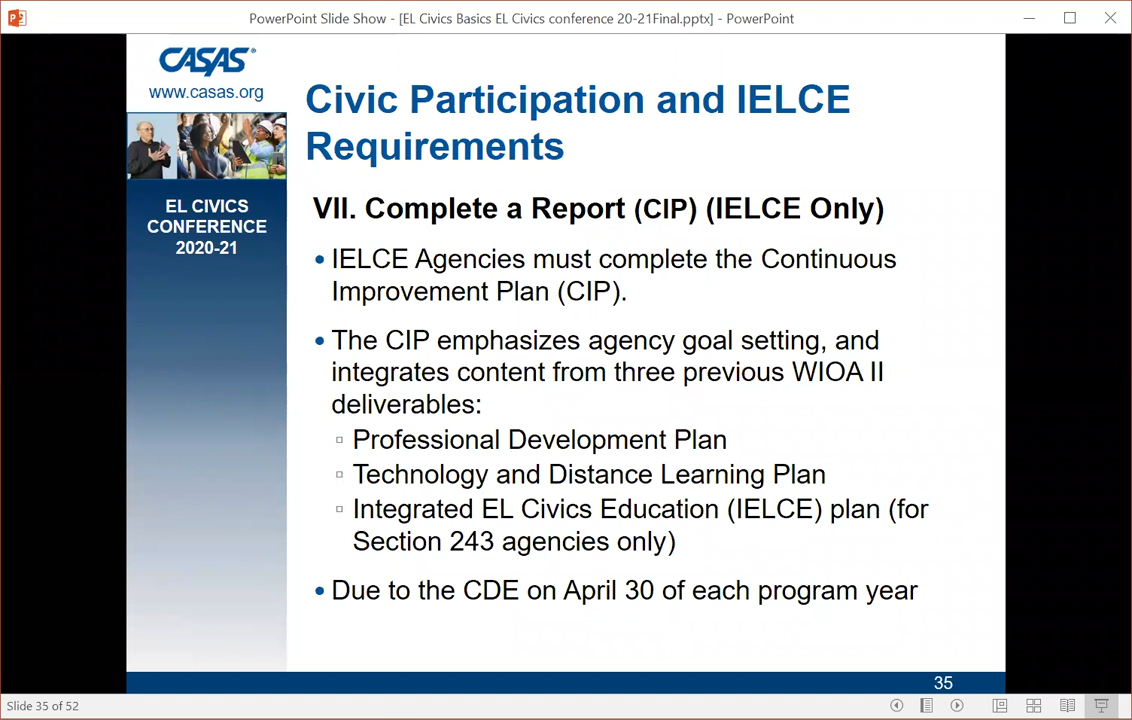 PowerPoint Slide Show - [EL Civics Basics EL Civics conference 20-21Final.pptx] - PowerPoint
CASAS
www.casas.org
EL CIVICS
CONFERENCE
2020-21
Civic Participation and IELCE
Requirements
VII. Complete a Report (CIP) (IELCE Only)
• IELCE Agencies must complete the Continuous
Improvement Plan (CIP).
• The CIP emphasizes agency goal setting, and
integrates content from three previous WIOA II
deliverables:
▫ Professional Development Plan
▫ Technology and Distance Learning Plan
▫ Integrated EL Civics Education (IELCE) plan (for
Section 243 agencies only)
• Due to the CDE on April 30 of each program year
35
Slide 35 of 52